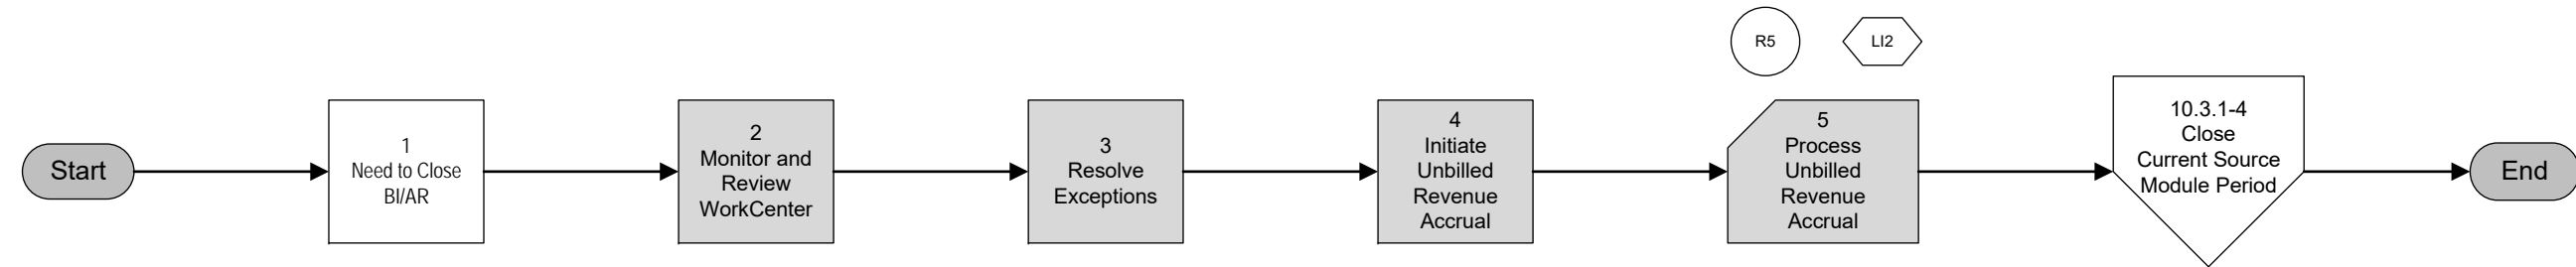 R5
LI2
Start
1
Need to Close
BI/AR
2
Monitor and
Review
WorkCenter
3
Resolve
Exceptions
4
Initiate
Unbilled
Revenue
Accrual
5
Process
Unbilled
Revenue
Accrual
10.3.1-4
Close
Current Source
Module Period
End